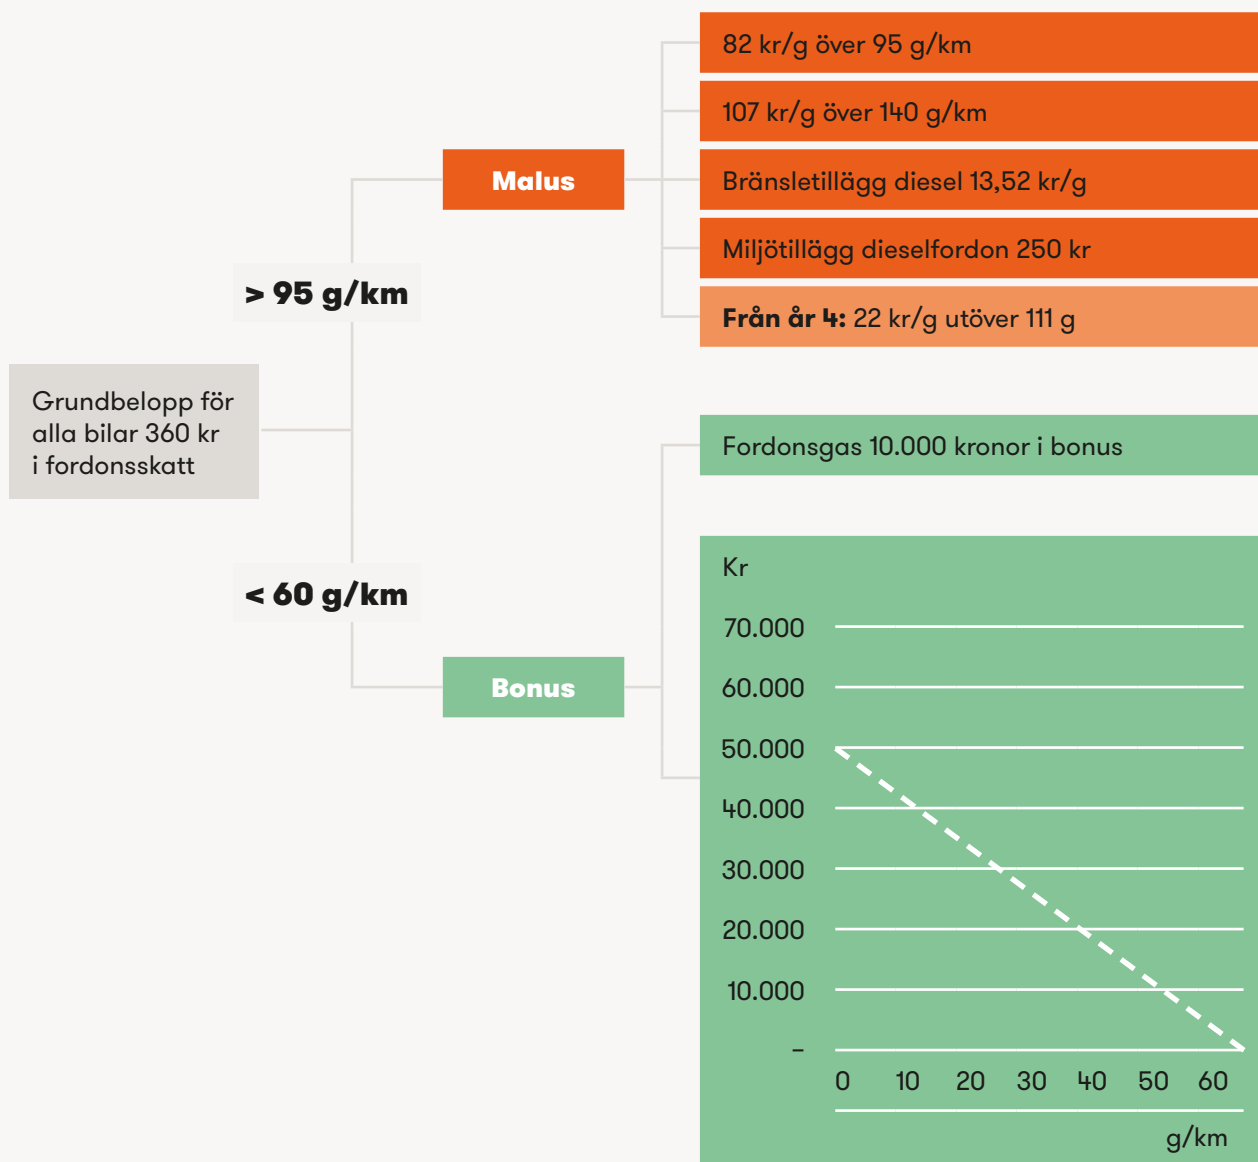 82 kr/g över 95 g/km
107 kr/g över 140 g/km
Malus
Bränsletillägg diesel 13,52 kr/g
Miljötillägg dieselfordon 250 kr
> 95 g/km
Från år 4: 22 kr/g utöver 111 g
Grundbelopp för
alla bilar 360 kr
i fordonsskatt
Fordonsgas 10.000 kronor i bonus
< 60 g/km
Bonus
Kr
70.000
60.000
50.000
40.000
30.000
20.000
10.000
–
0 10 20 30 40 50 60
g/km